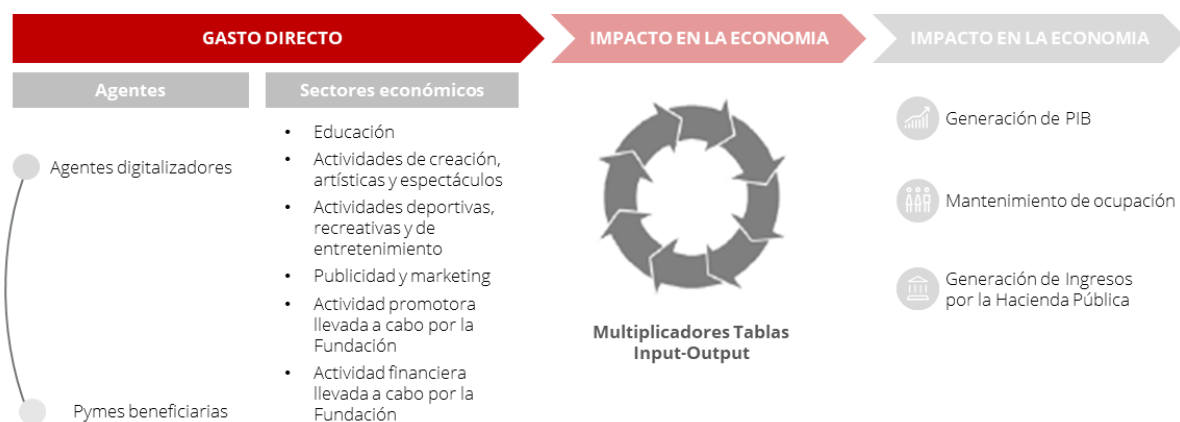 GASTO DIRECTO
IMPACTO EN LA ECONOMIA
IMPACTO EN LA ECONOMIA
Agentes
Sectores económicos
Agentes digitalizadores
Pymes beneficiarias
• Educación
• Actividades de creación,
artísticas y espectáculos
• Actividades deportivas,
recreativas y de
entretenimiento
• Publicidad y marketing
• Actividad promotora
llevada a cabo por la
Fundación
• Actividad financiera
llevada a cabo por la
Fundación
Multiplicadores Tablas
Input-Output
Generación de PIB
Mantenimiento de ocupación
Generación de Ingresos
por la Hacienda Pública